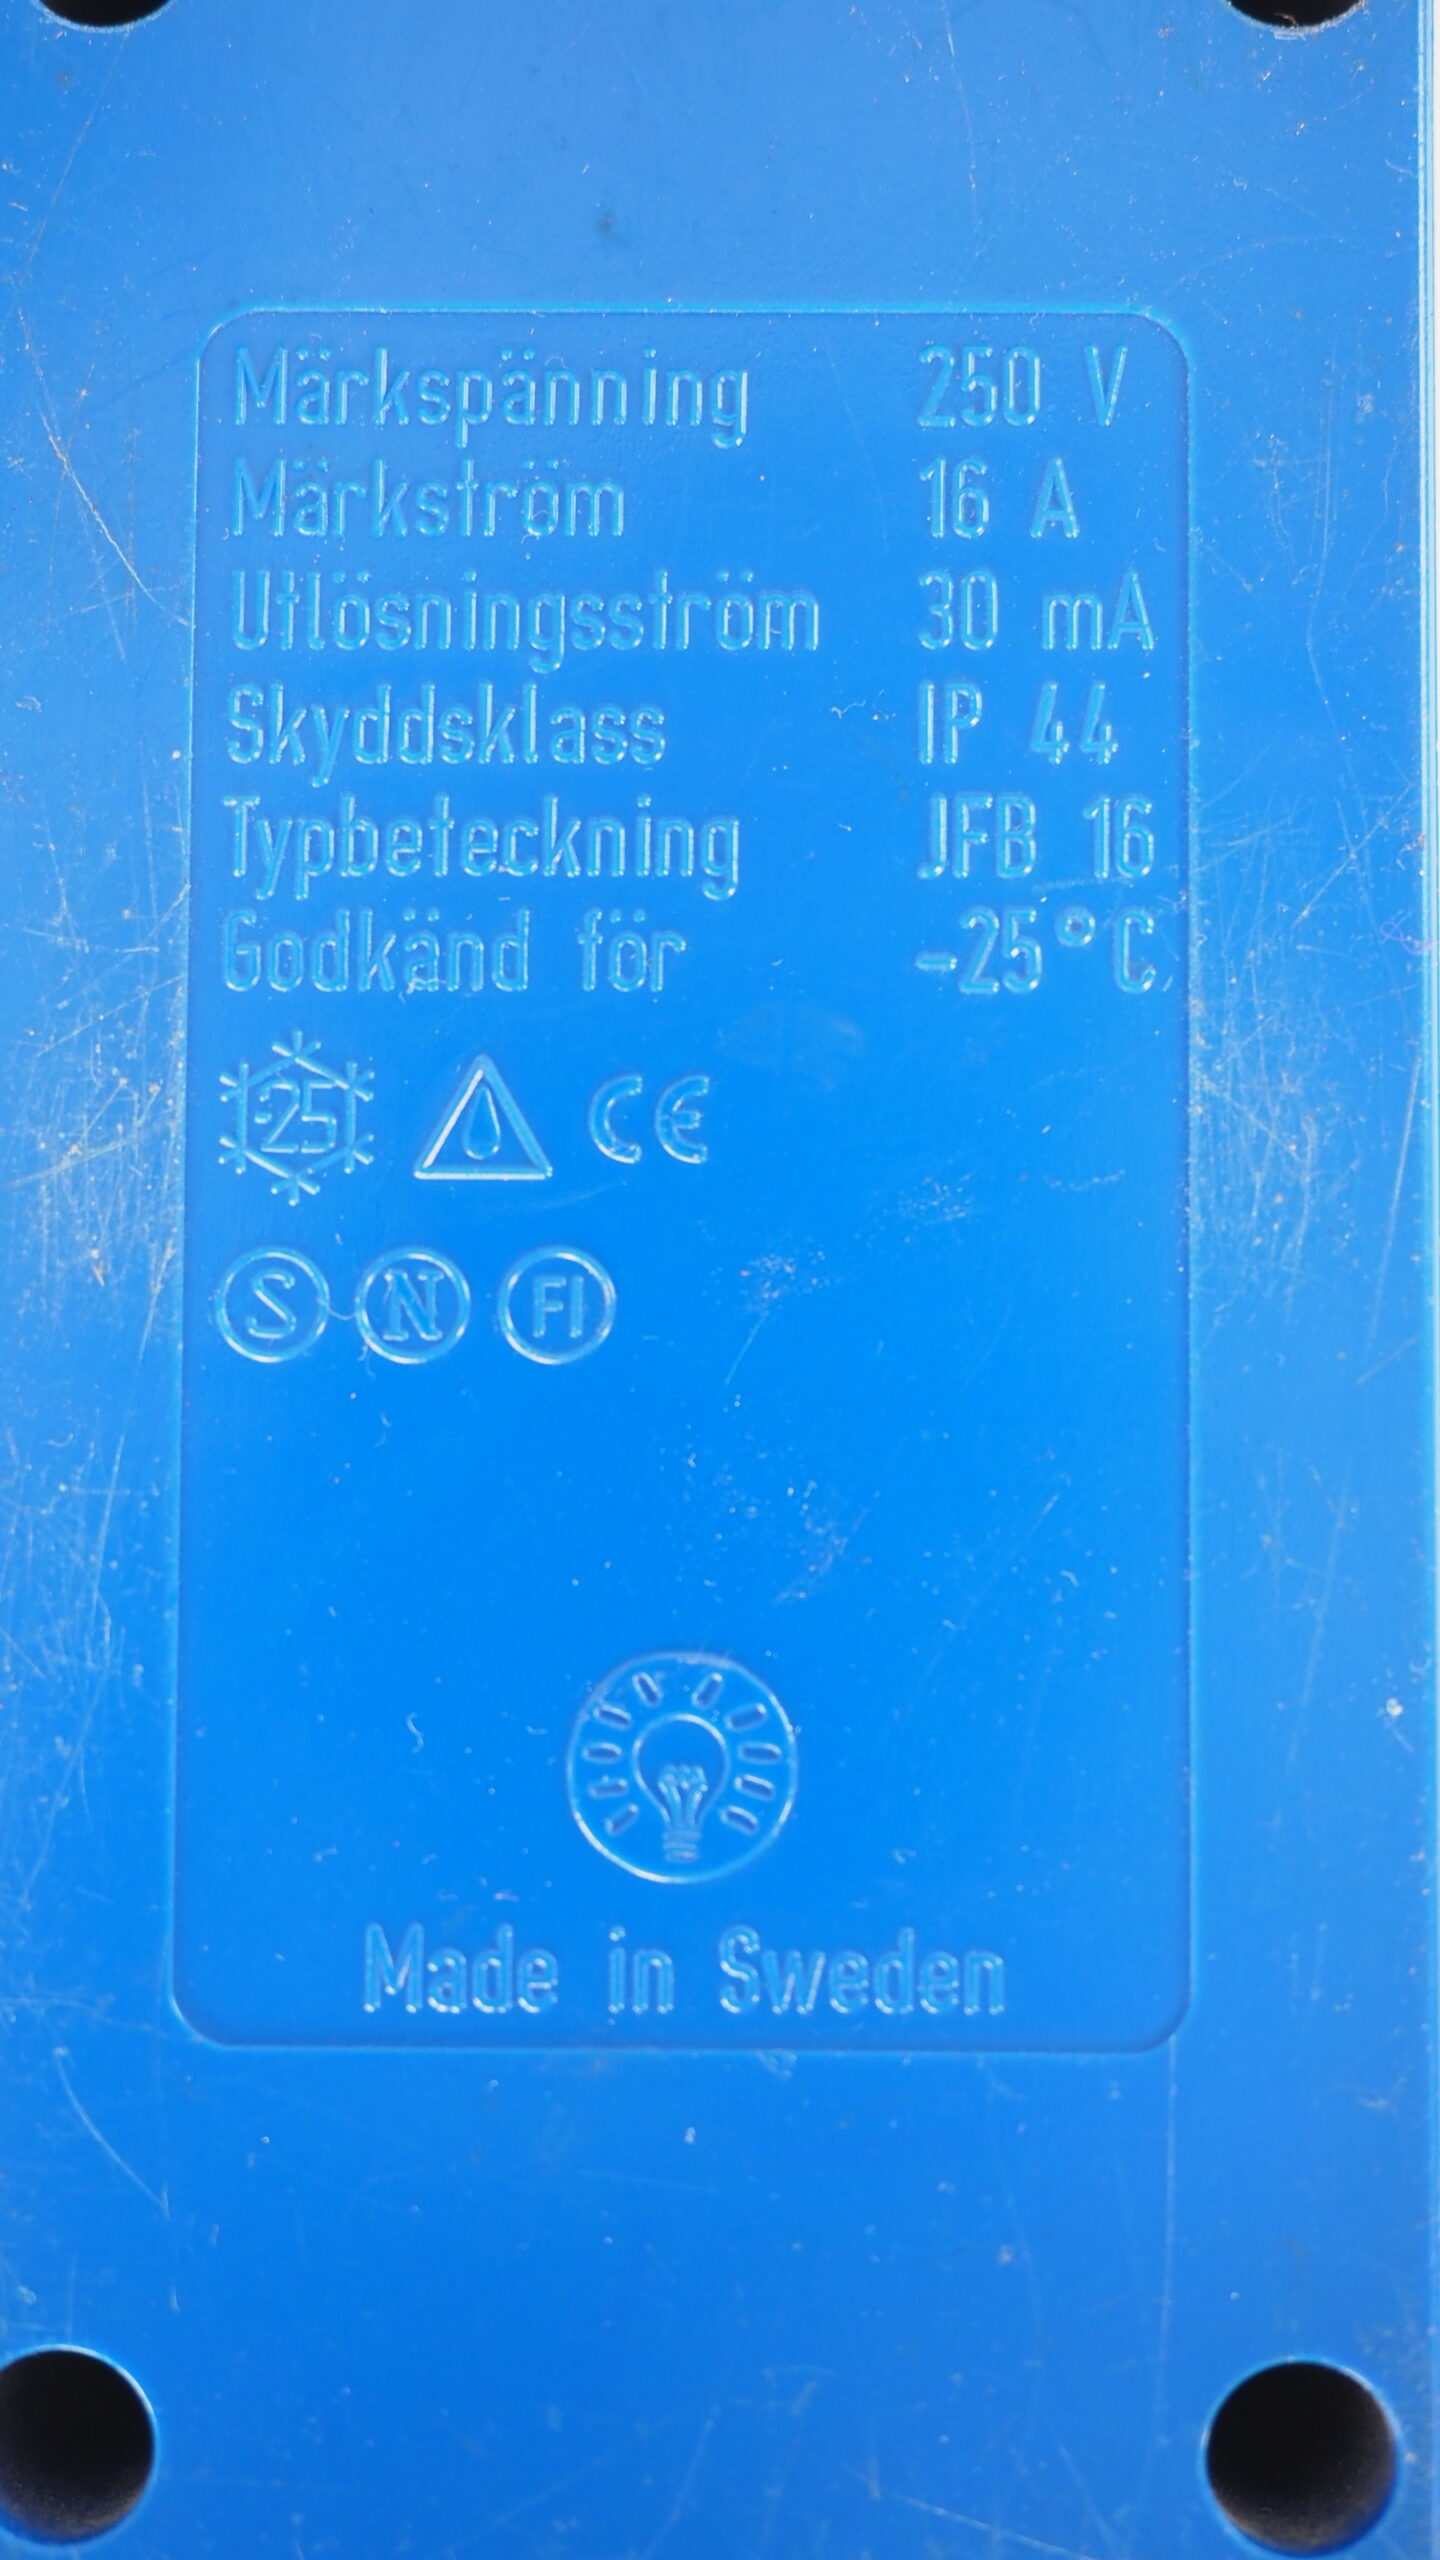 Märkspänning 250 V
Märkström 16 A
Utlösningsström 30 mA
Skyddsklass IP 44
Typbeteckning JFB 16
Godkänd för -25°C
-25 CE
S N FI
Made in Sweden